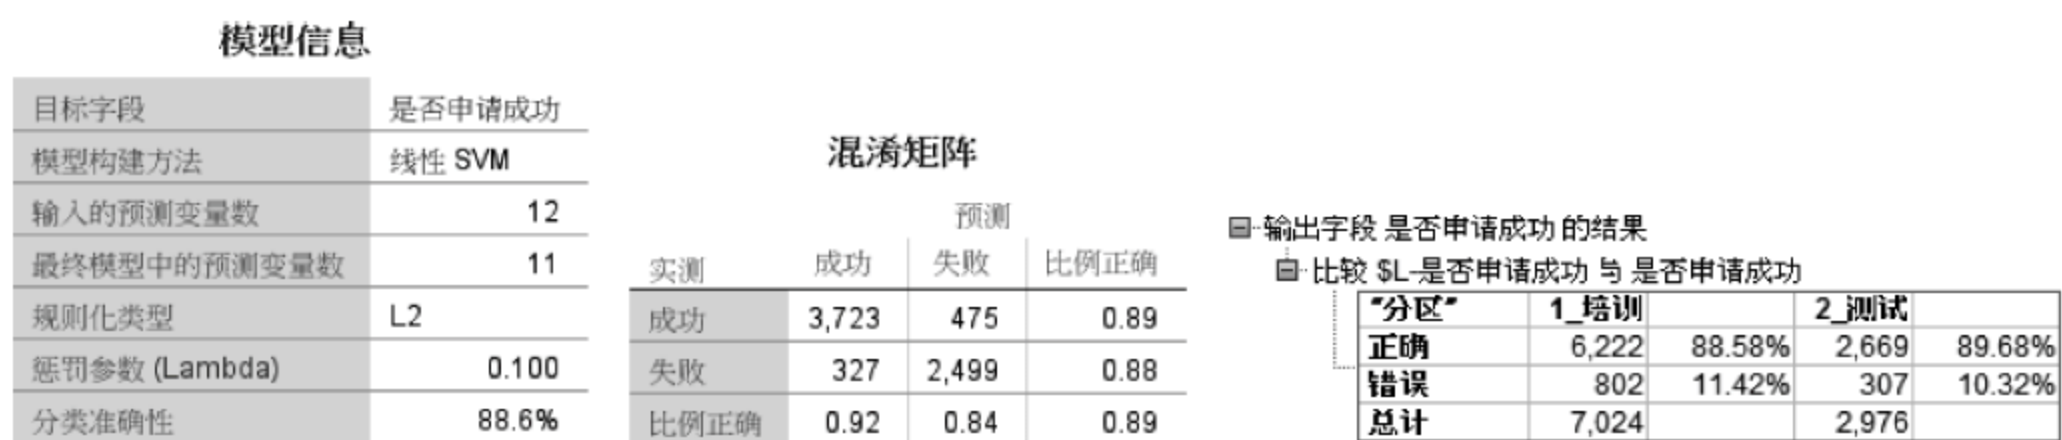 模型信息
目标字段 是否申请成功
模型构建方法 线性 SVM
输入的预测变量数 12
最终模型中的预测变量数 11
规则化类型 L2
惩罚参数 (Lambda) 0.100
分类准确性 88.6%
混淆矩阵
预测
实测 成功 失败 比例正确
成功 3,723 475 0.89
失败 327 2,499 0.88
比例正确 0.92 0.84 0.89
输出字段 是否申请成功 的结果
比较 $L-是否申请成功 与 是否申请成功
"分区" 1_培训 2_测试
正确 6,222 88.58% 2,669 89.68%
错误 802 11.42% 307 10.32%
总计 7,024 2,976